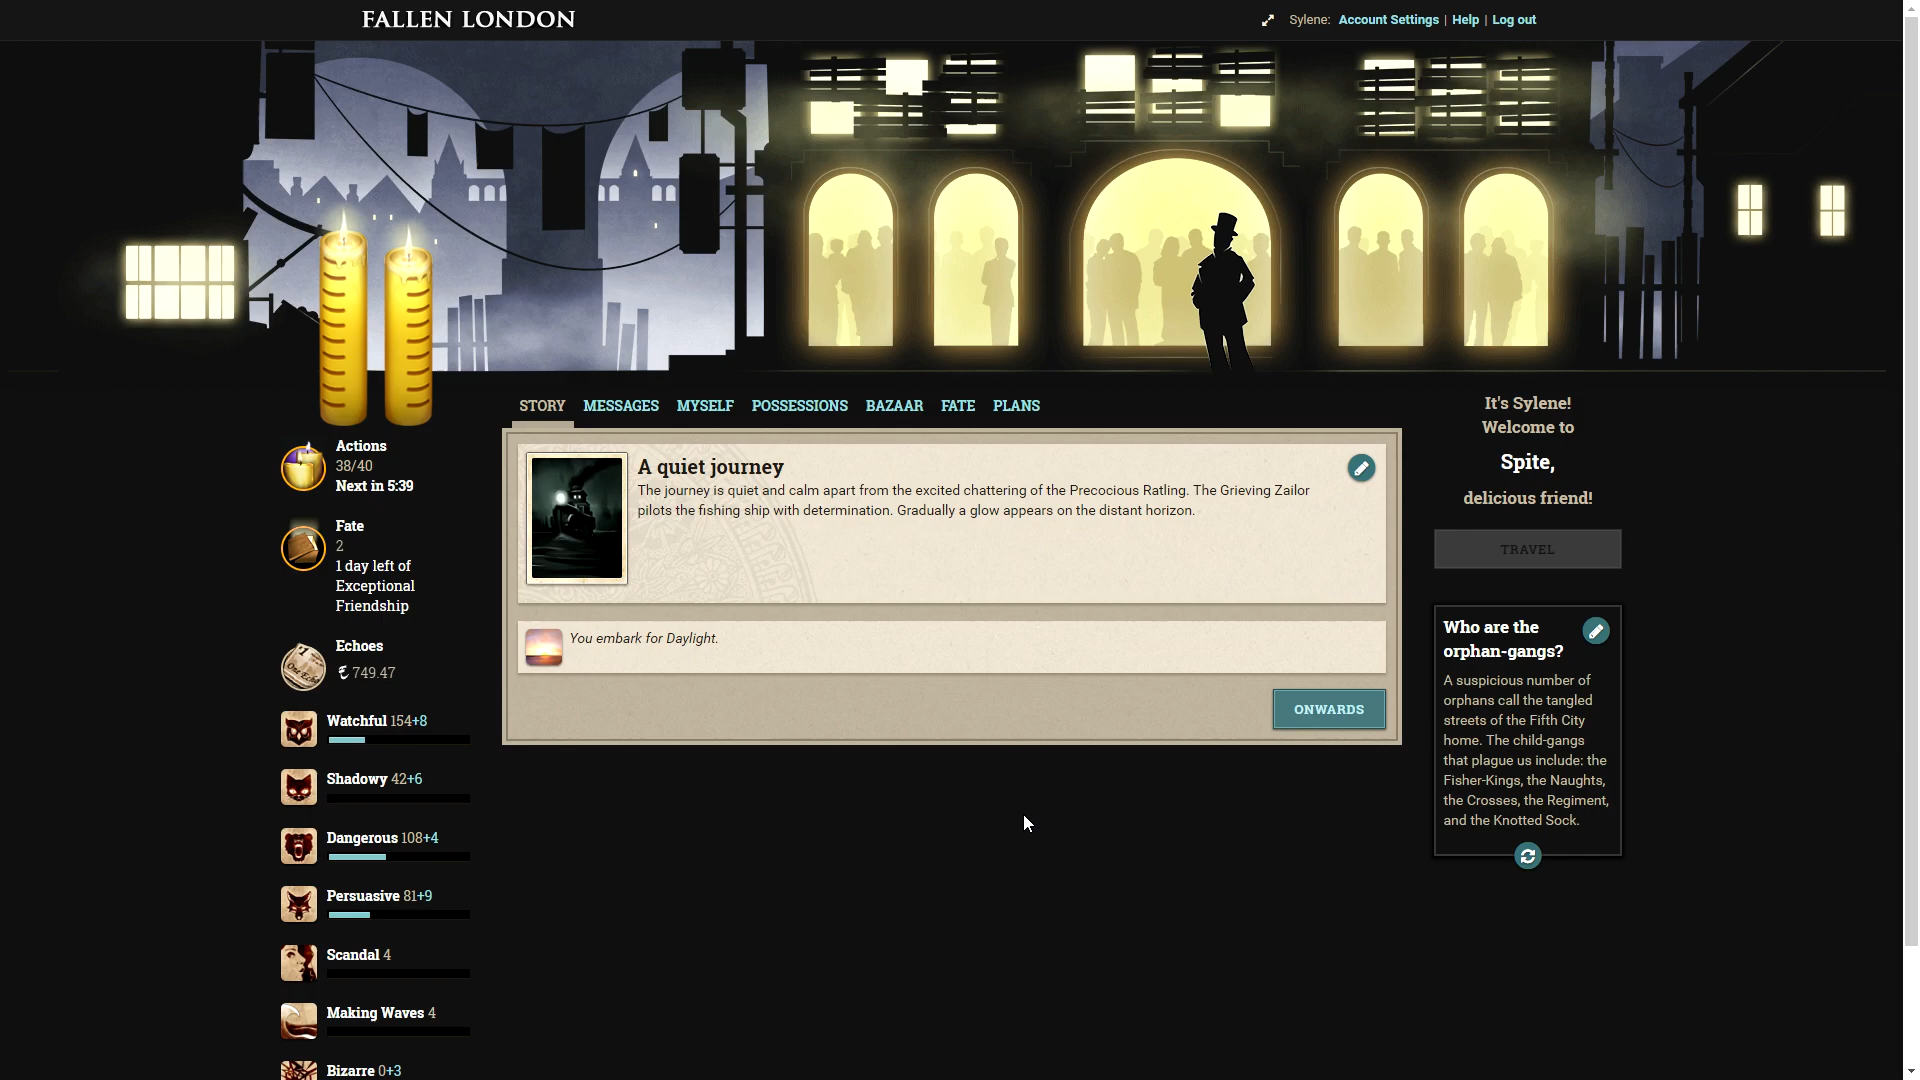 FALLEN LONDON
Sylene: Account Settings | Help | Log out
STORY MESSAGES MYSELF POSSESSIONS BAZAAR FATE PLANS
Actions
38/40
Next in 5:39
Fate
2
1 day left of
Exceptional
Friendship
Echoes
749.47
Watchful 154+8
Shadowy 42+6
Dangerous 108+4
Persuasive 81+9
Scandal 4
Making Waves 4
Bizarre 0+3
A quiet journey
The journey is quiet and calm apart from the excited chattering of the Precocious Ratling. The Grieving Zailor
pilots the fishing ship with determination. Gradually a glow appears on the distant horizon.
You embark for Daylight.
ONWARDS
It's Sylene!
Welcome to
Spite,
delicious friend!
TRAVEL
Who are the
orphan-gangs?
A suspicious number of
orphans call the tangled
streets of the Fifth City
home. The child-gangs
that plague us include: the
Fisher-Kings, the Naughts,
the Crosses, the Regiment,
and the Knotted Sock.